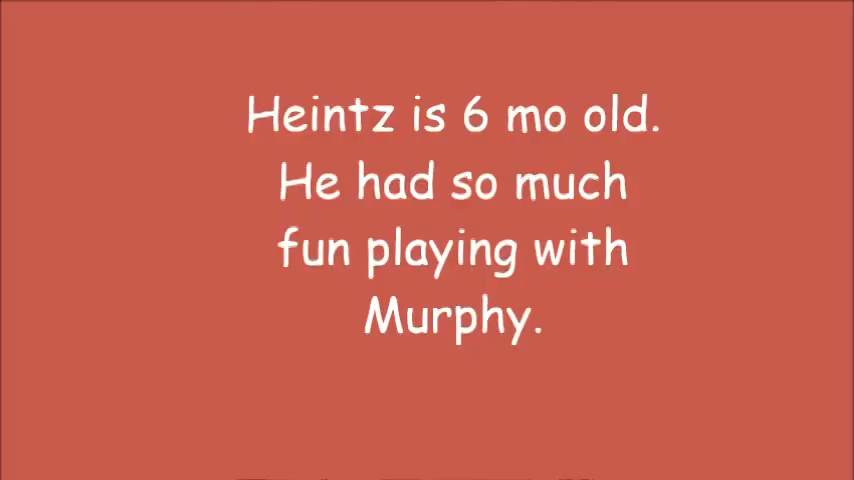 Heintz is 6 mo old.
He had so much
fun playing with
Murphy.